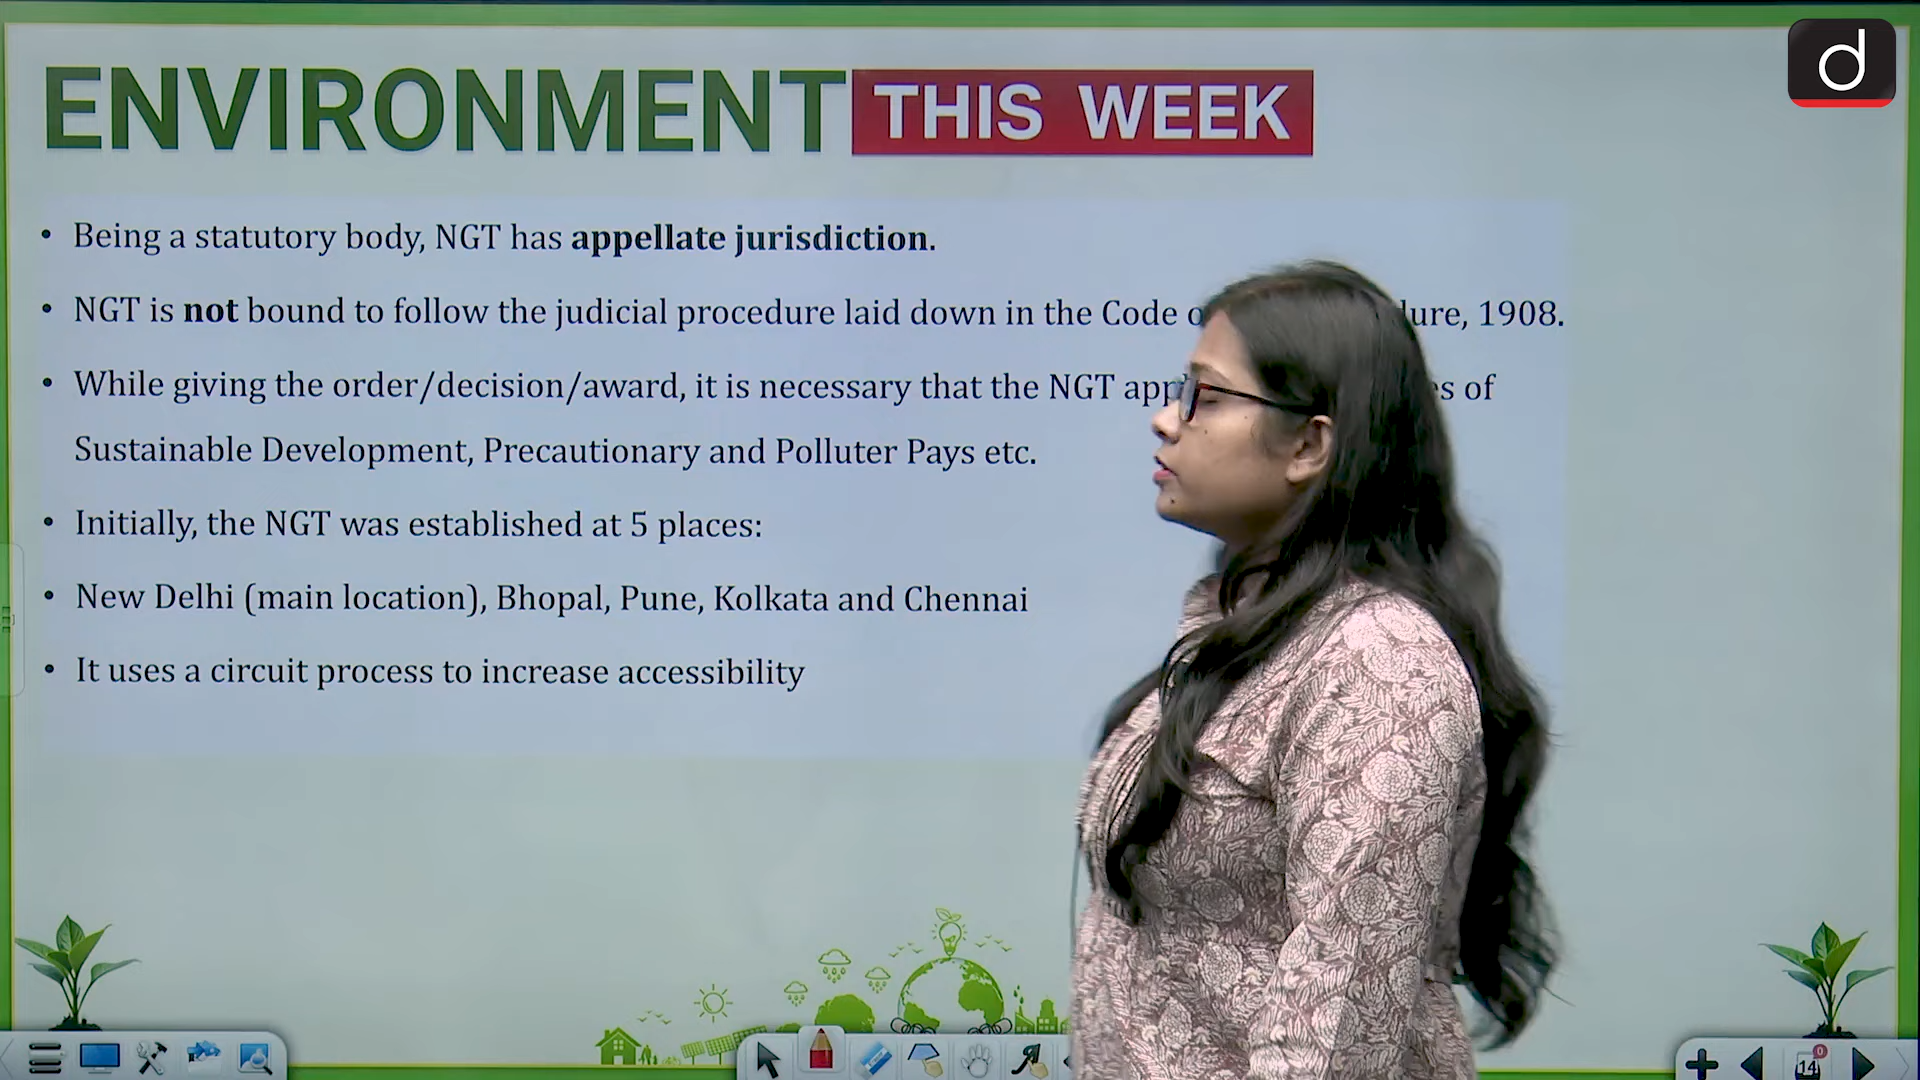 ENVIRONMENT THIS WEEK
d
• Being a statutory body, NGT has appellate jurisdiction.
• NGT is not bound to follow the judicial procedure laid down in the Code 1908.
• While giving the order/decision/award, it is necessary that the NGT of
Sustainable Development, Precautionary and Polluter Pays etc.
• Initially, the NGT was established at 5 places:
• New Delhi (main location), Bhopal, Pune, Kolkata and Chennai
• It uses a circuit process to increase accessibility
14
0